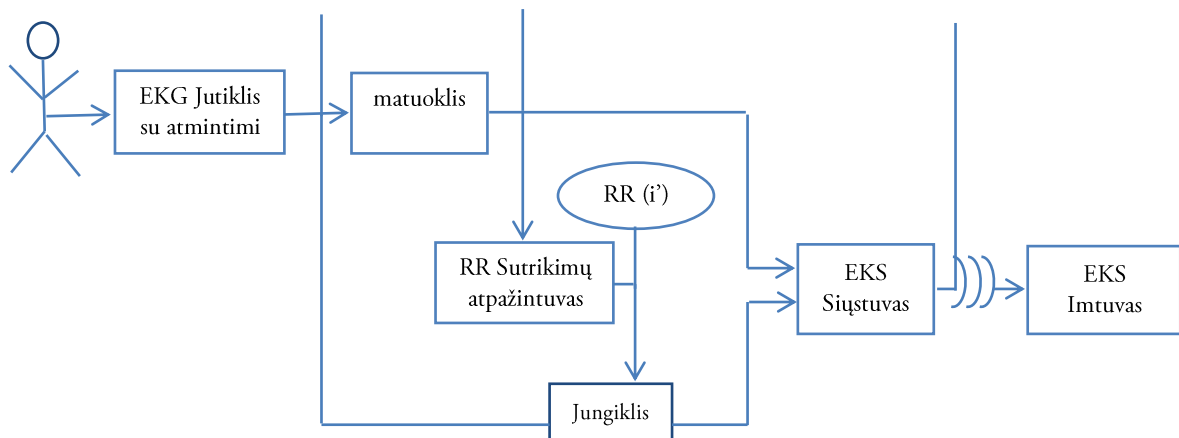 EKG Jutiklis
su atmintimi
matuoklis
RR (i’)
RR Sutrikimų
atpažintuvas
EKS
Siųstuvas
EKS
Imtuvas
Jungiklis